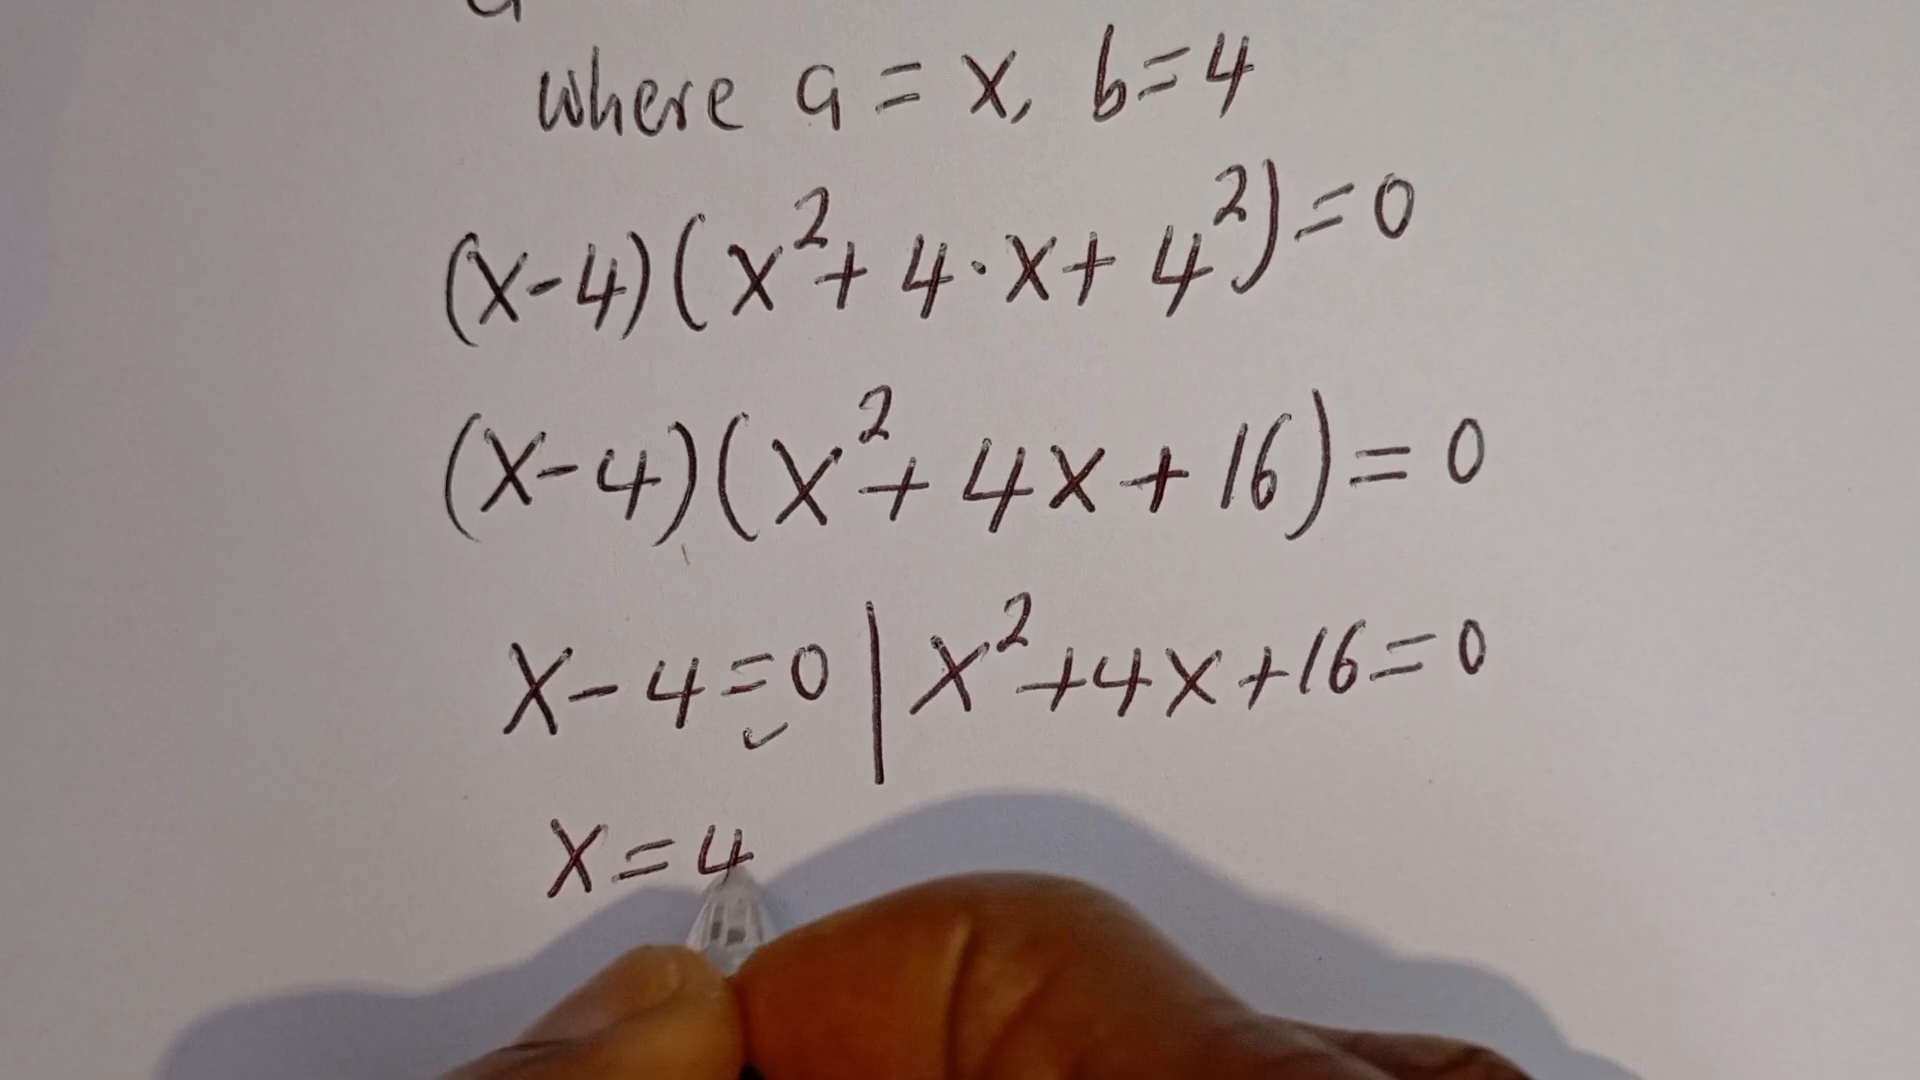 where a = x, b = 4
(x-4)(x²+ 4·x + 4²) = 0
(x-4)(x²+ 4x + 16) = 0
x-4=0 | x²+4x+16=0
x = 4